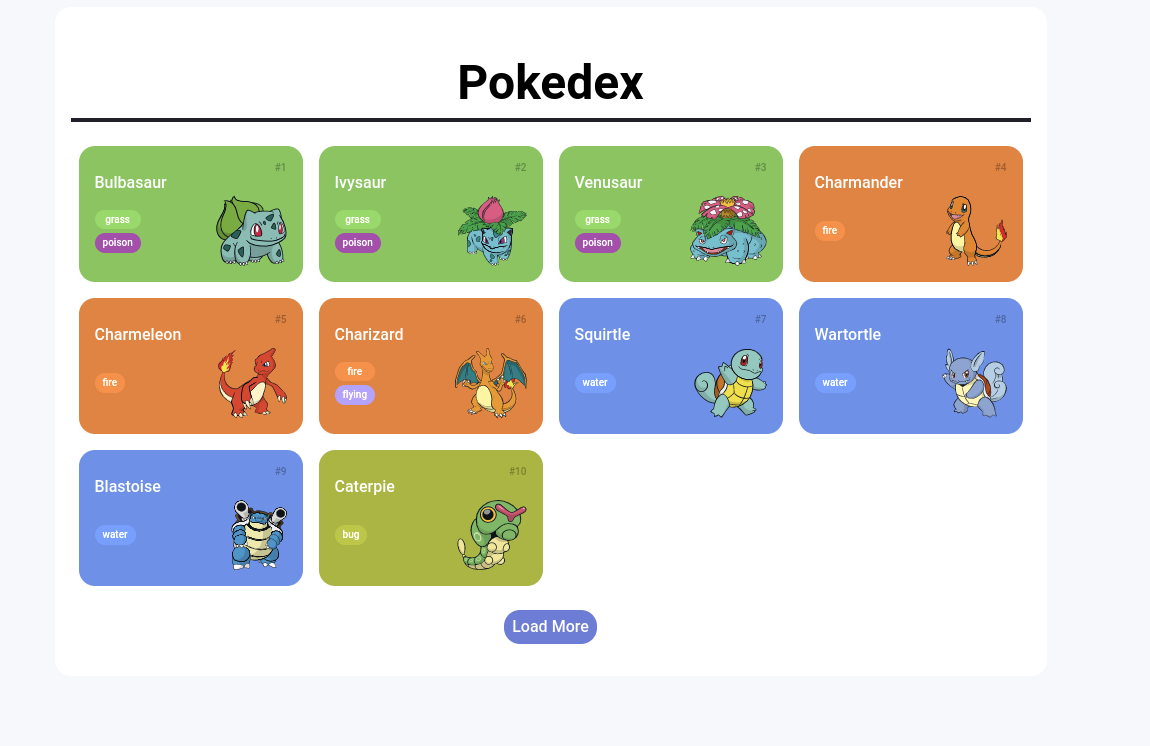 Pokedex
#1
Bulbasaur
grass
poison
#2
Ivysaur
grass
poison
#3
Venusaur
grass
poison
#4
Charmander
fire
#5
Charmeleon
fire
#6
Charizard
fire
flying
#7
Squirtle
water
#8
Wartortle
water
#9
Blastoise
water
#10
Caterpie
bug
Load More